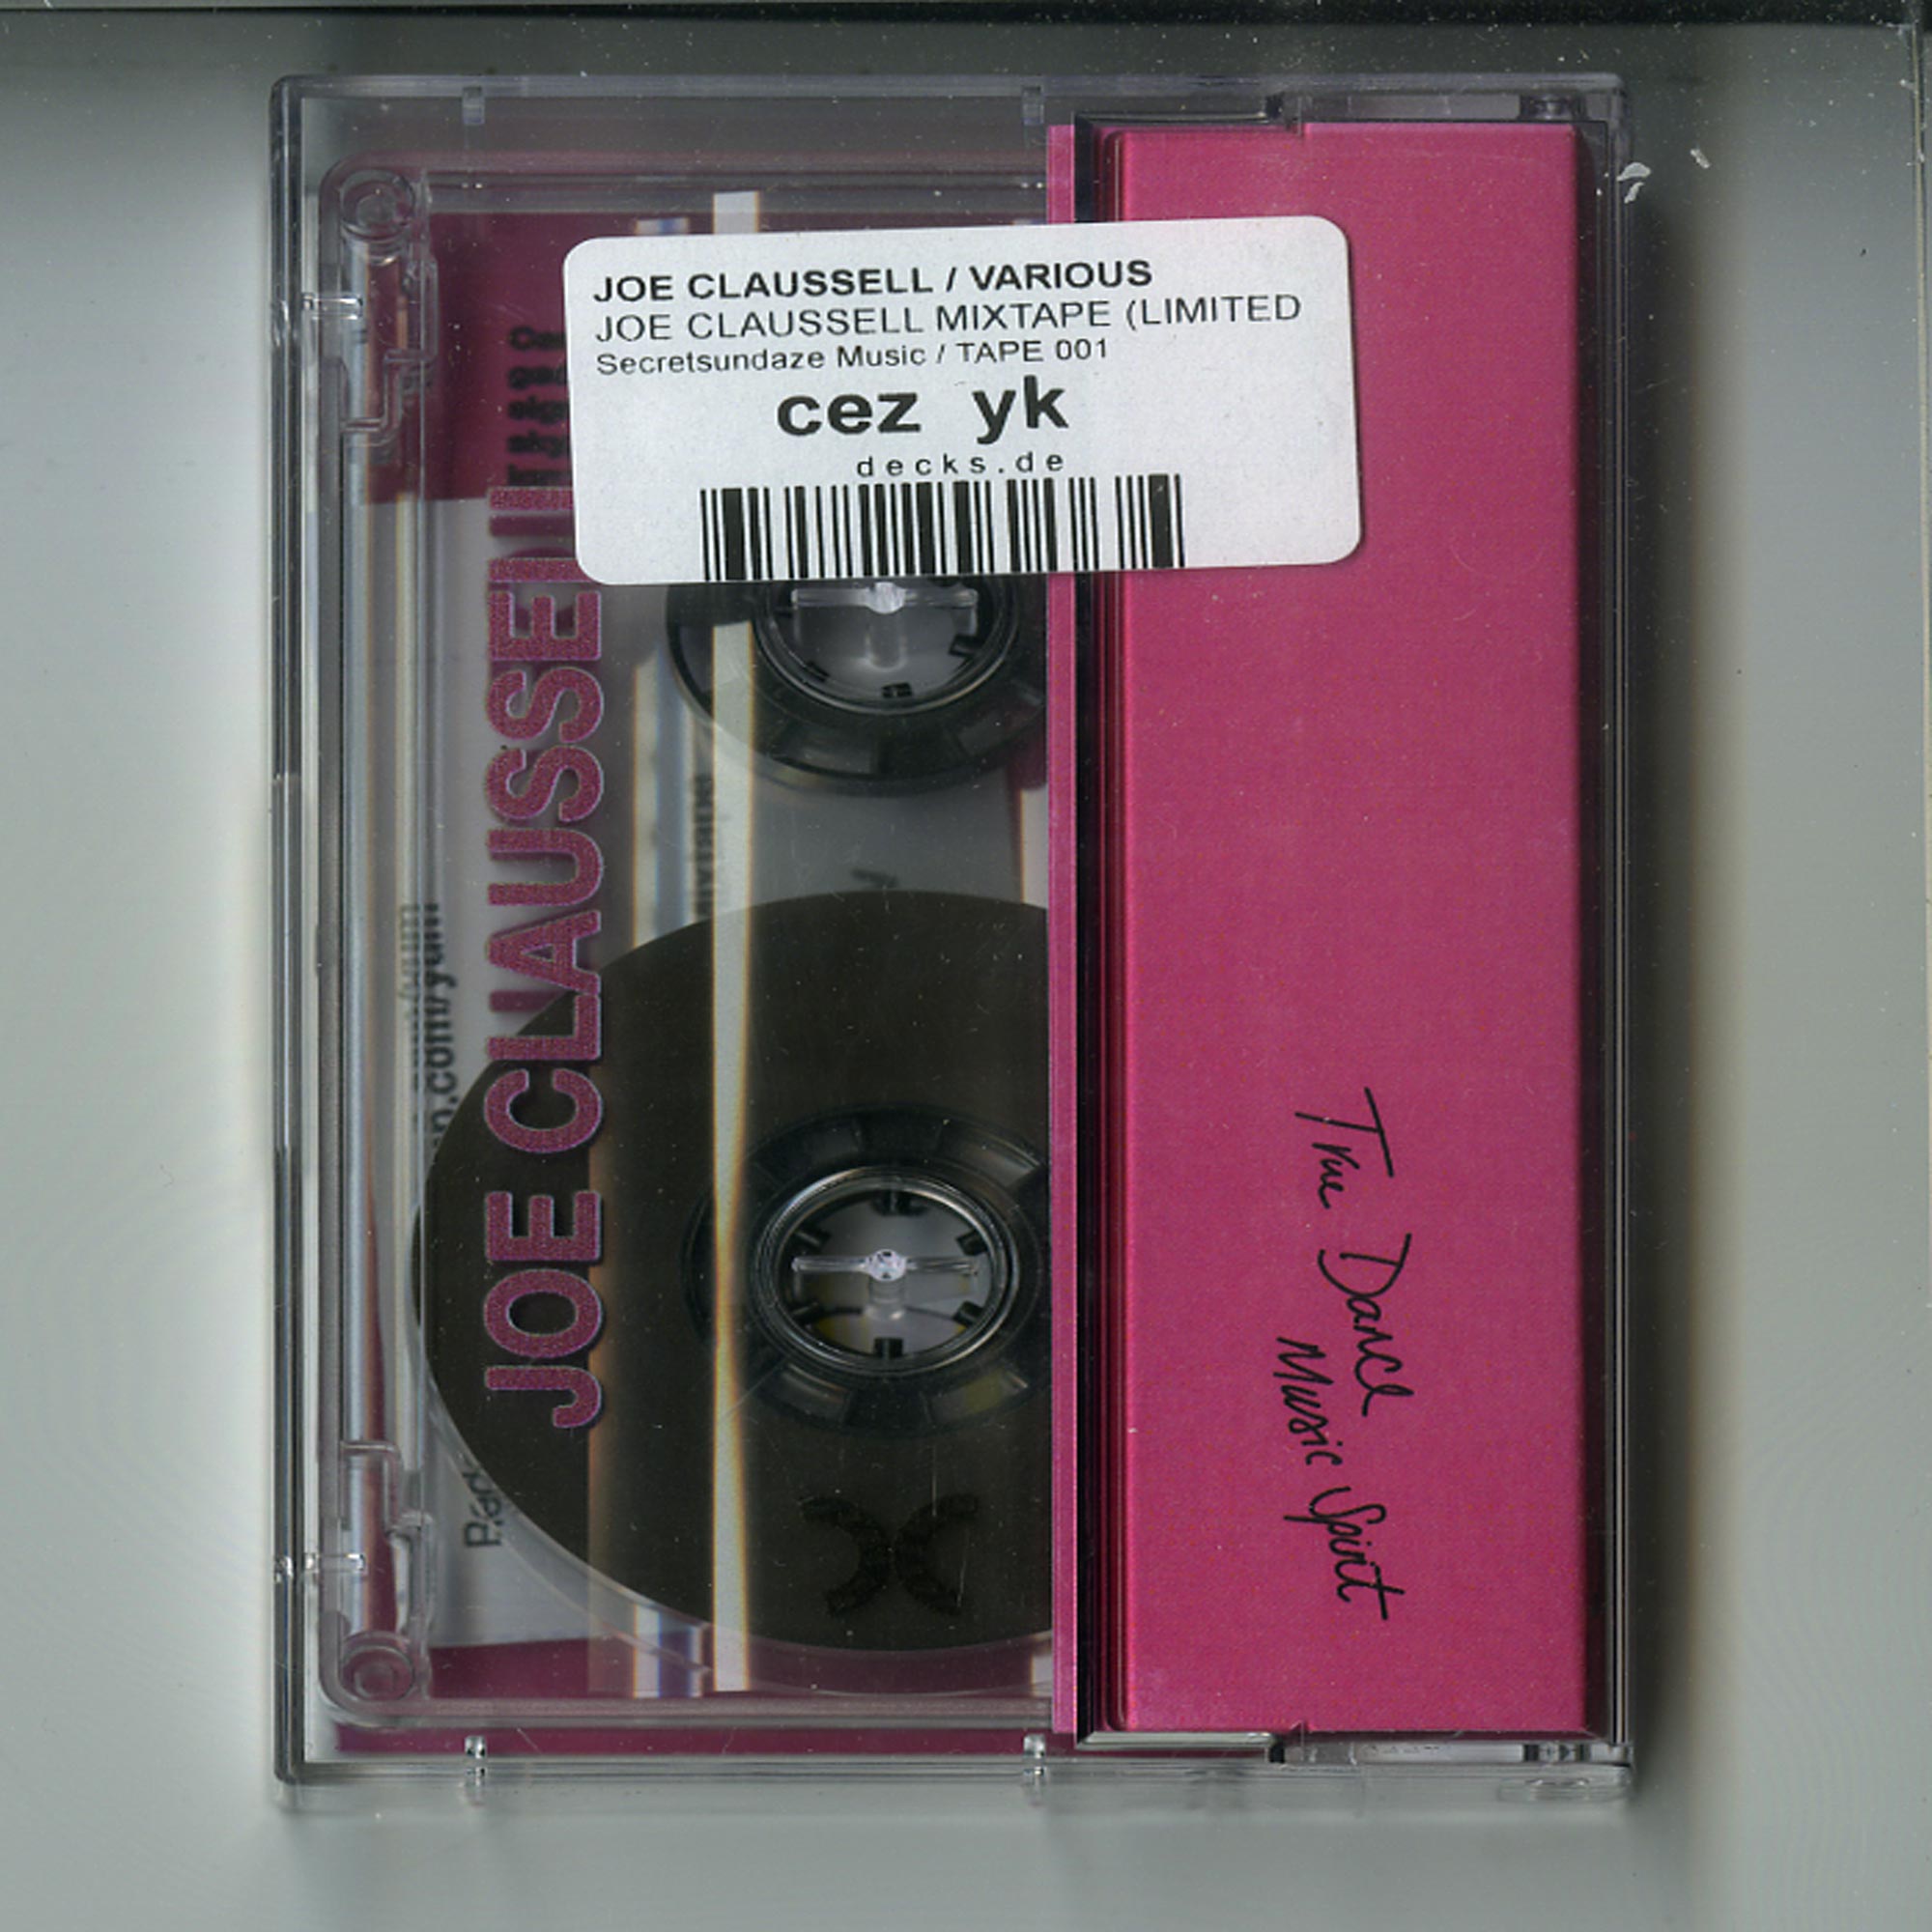 JOE CLAUSSELL / VARIOUS
JOE CLAUSSELL MIXTAPE (LIMITED
Secretsundaze Music / TAPE 001
cez yk
decks.de
JOE CLAUSSELL
True Dance
Music Spirit